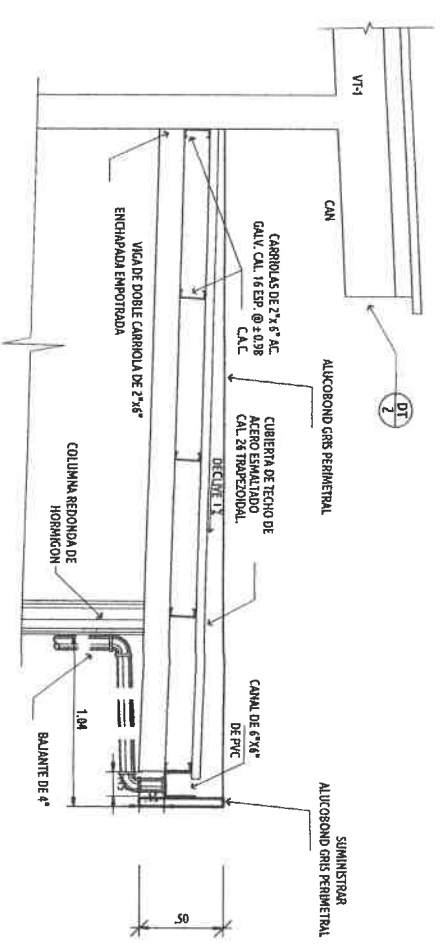 VT-1
CAN
DT
2
CARRIOLAS DE 2"x 6" AC.
GALV. CAL. 16 ESP. @ ± 0.98
C.A.C.
ALUCOBOND GRIS PERIMETRAL
VIGA DE DOBLE CARRIOLA DE 2"x6"
ENCHAPADA EMPOTRADA
CUBIERTA DE TECHO DE
ACERO ESMALTADO
CAL. 26 TRAPEZOIDAL.
DECLIVE 1%
COLUMNA REDONDA DE
HORMIGON
CANAL DE 6"X6"
DE PVC
SUMINISTRAR
ALUCOBOND GRIS PERIMETRAL
1.04
BAJANTE DE 4"
.50